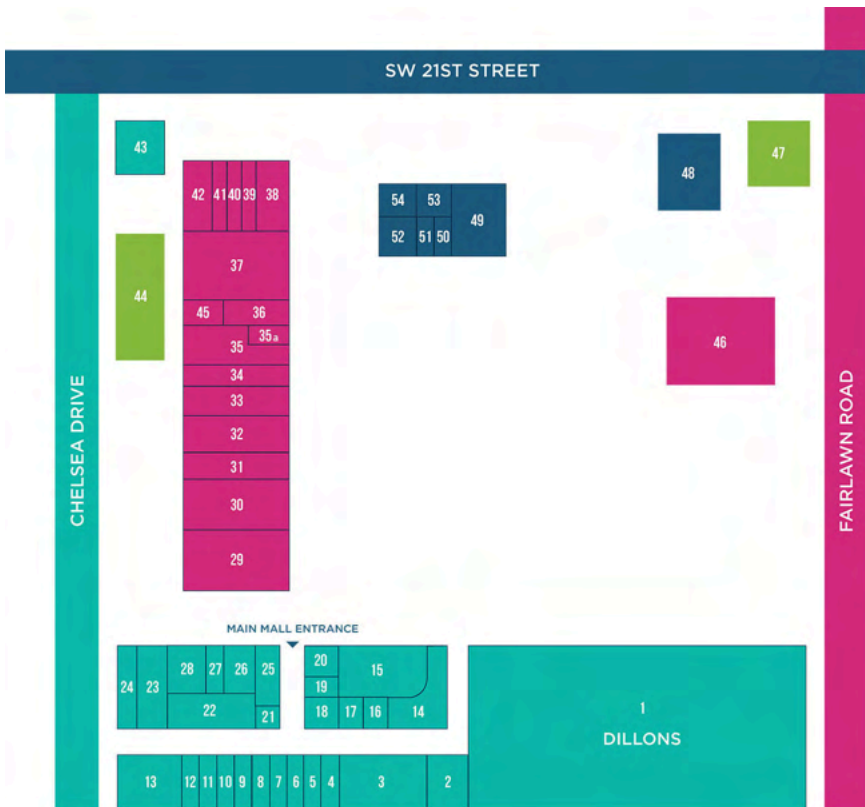 SW 21ST STREET
CHELSEA DRIVE
FAIRLAWN ROAD
43
47
48
42 41 40 39 38
54 53
49
52 51 50
37
44
45 36
35a
35
46
34
33
32
31
30
29
MAIN MALL ENTRANCE
24 23 28 27 26 25
22
21
20
15
19
18 17 16 14
1
DILLONS
13 12 11 10 9 8 7 6 5 4 3 2